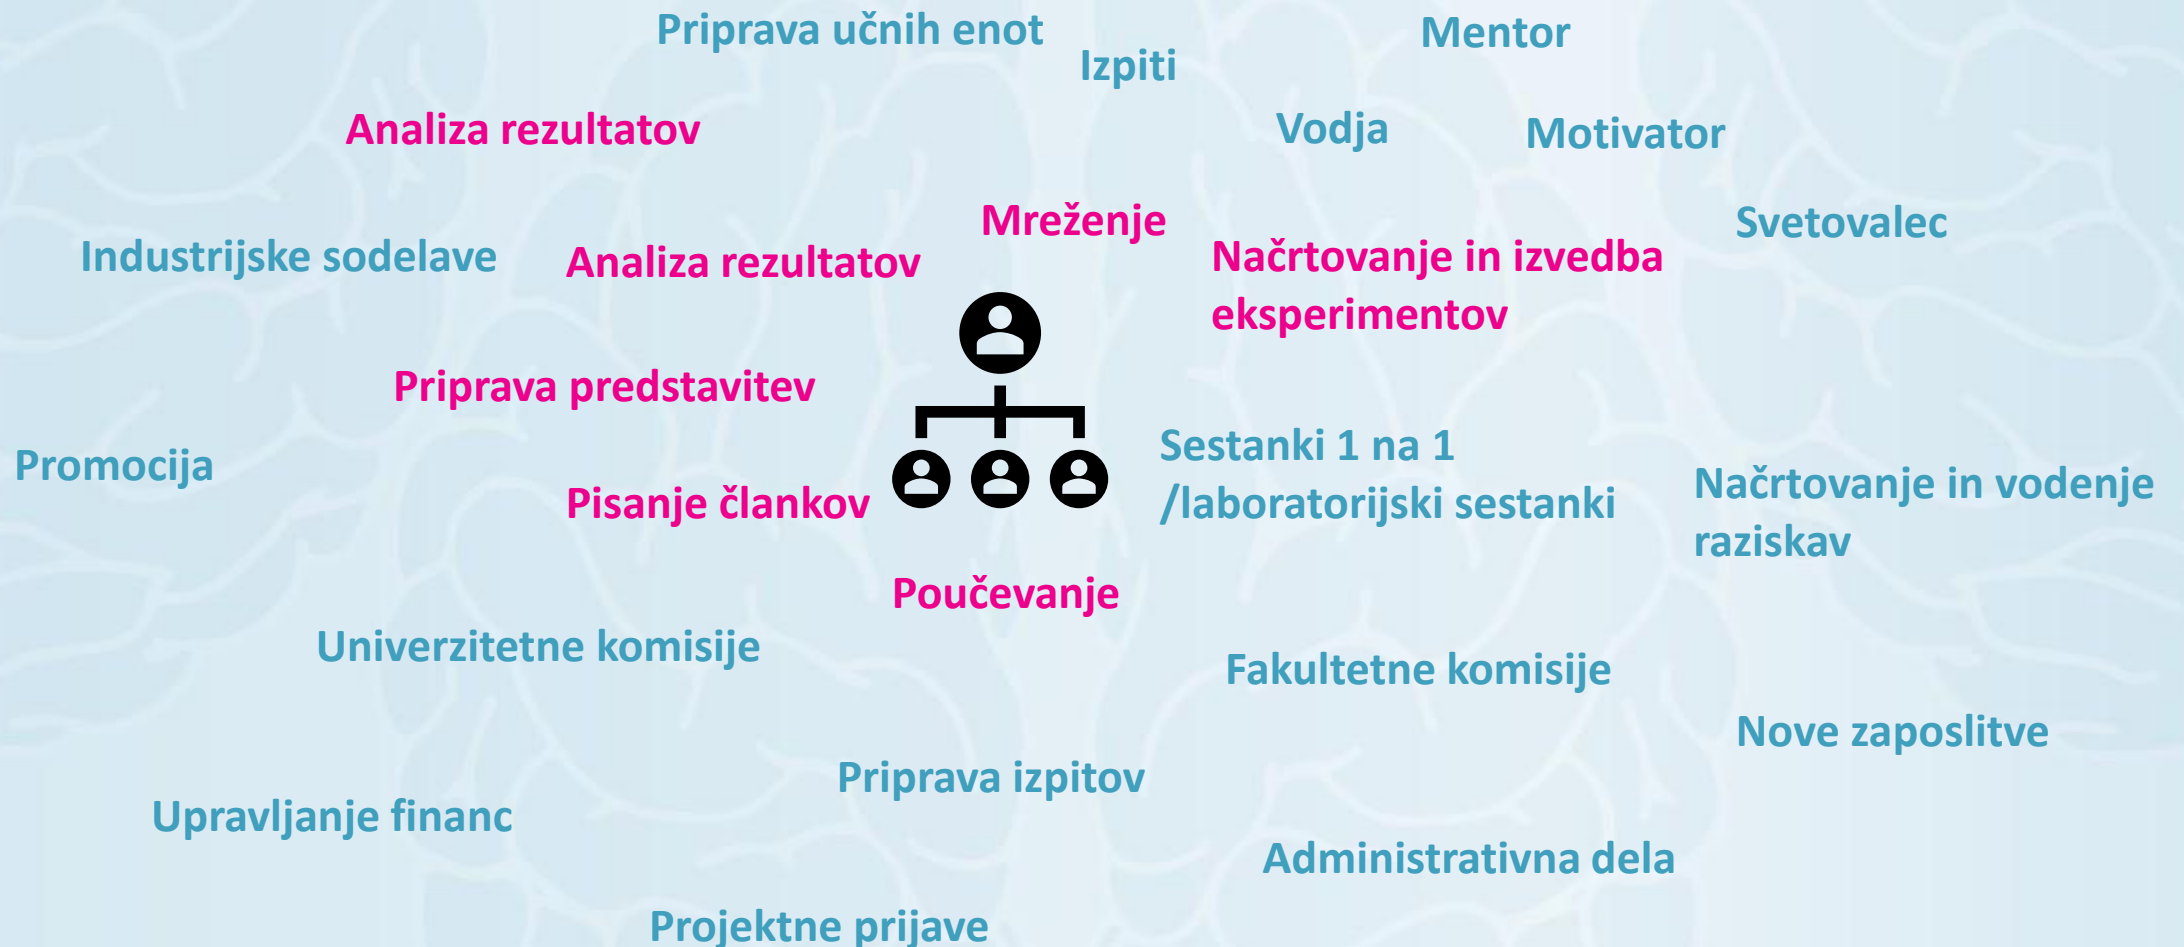 Priprava učnih enot
Mentor
Izpiti
Analiza rezultatov
Vodja
Motivator
Mreženje
Svetovalec
Industrijske sodelave
Analiza rezultatov
Načrtovanje in izvedba
eksperimentov
Priprava predstavitev
Promocija
Sestanki 1 na 1
/laboratorijski sestanki
Načrtovanje in vodenje
raziskav
Pisanje člankov
Poučevanje
Univerzitetne komisije
Fakultetne komisije
Nove zaposlitve
Priprava izpitov
Upravljanje financ
Administrativna dela
Projektne prijave